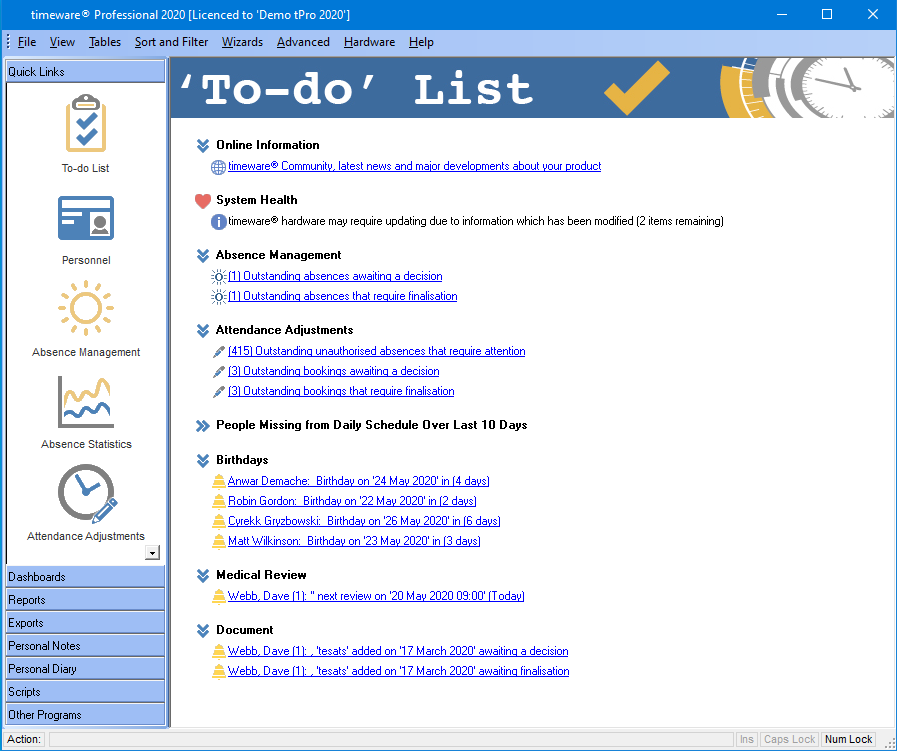 timeware® Professional 2020 [Licenced to 'Demo tPro 2020']
File View Tables Sort and Filter Wizards Advanced Hardware Help
Quick Links
To-do List
Personnel
Absence Management
Absence Statistics
Attendance Adjustments
Dashboards
Reports
Exports
Personal Notes
Personal Diary
Scripts
Other Programs
‘To-do’ List
Online Information
timeware® Community, latest news and major developments about your product
System Health
timeware® hardware may require updating due to information which has been modified (2 items remaining)
Absence Management
(1) Outstanding absences awaiting a decision
(1) Outstanding absences that require finalisation
Attendance Adjustments
(415) Outstanding unauthorised absences that require attention
(3) Outstanding bookings awaiting a decision
(3) Outstanding bookings that require finalisation
People Missing from Daily Schedule Over Last 10 Days
Birthdays
Anwar Demache: Birthday on '24 May 2020' in (4 days)
Robin Gordon: Birthday on '22 May 2020' in (2 days)
Cyrekk Gryzbowski: Birthday on '26 May 2020' in (6 days)
Matt Wilkinson: Birthday on '23 May 2020' in (3 days)
Medical Review
Webb, Dave (1): '' next review on '20 May 2020 09:00' (Today)
Document
Webb, Dave (1): , 'tesats' added on '17 March 2020' awaiting a decision
Webb, Dave (1): , 'tesats' added on '17 March 2020' awaiting finalisation
Action: Ins Caps Lock Num Lock